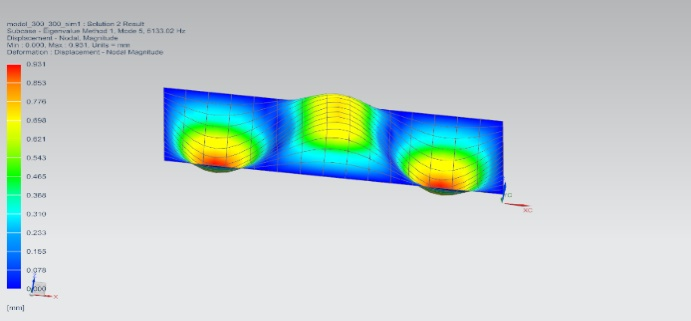 model_300_300_sim1 : Solution 2 Result
Subcase - Eigenvalue Method 1, Mode 5, 5133.02 Hz
Displacement - Nodal, Magnitude
Min : 0.000, Max : 0.931, Units = mm
Deformation : Displacement - Nodal Magnitude
0.931
0.853
0.776
0.698
0.621
0.543
0.465
0.388
0.310
0.233
0.155
0.078
0.000
[mm]
YC
XC
X